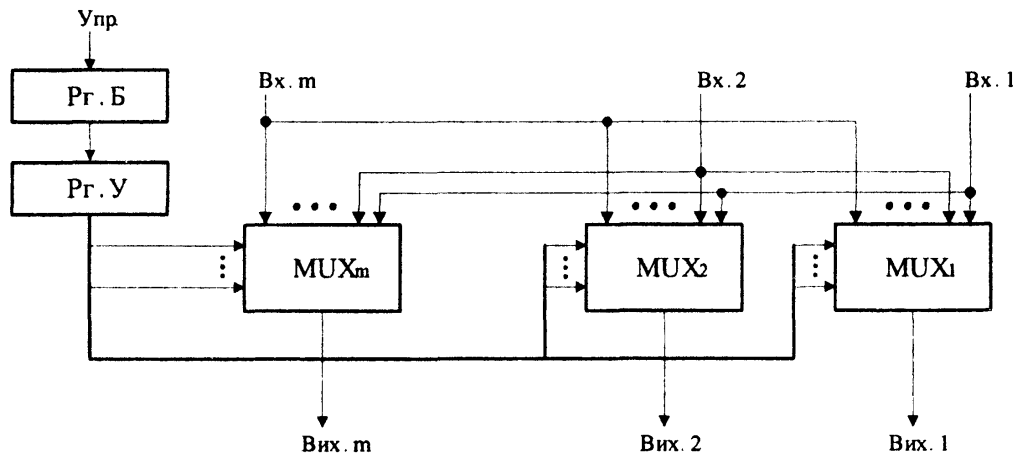 Упр.
Рг. Б
Вх. m
Вх. 2
Вх. 1
Рг. У
MUXm
MUX2
MUX1
Вих. m
Вих. 2
Вих. 1